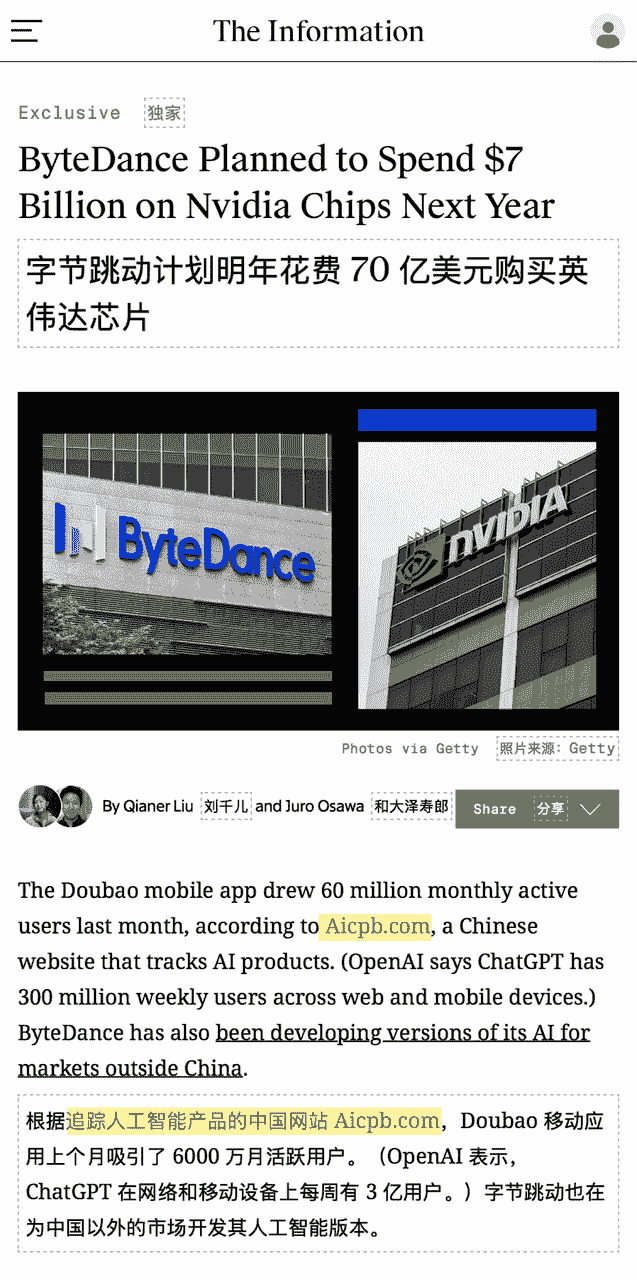 The Information
Exclusive 独家
ByteDance Planned to Spend $7
Billion on Nvidia Chips Next Year
字节跳动计划明年花费 70 亿美元购买英
伟达芯片
ByteDance
NVIDIA
Photos via Getty 照片来源：Getty
By Qianer Liu 刘千儿 and Juro Osawa 和大泽寿郎
Share 分享
The Doubao mobile app drew 60 million monthly active
users last month, according to Aicpb.com, a Chinese
website that tracks AI products. (OpenAI says ChatGPT has
300 million weekly users across web and mobile devices.)
ByteDance has also been developing versions of its AI for
markets outside China.
根据追踪人工智能产品的中国网站 Aicpb.com，Doubao 移动应
用上个月吸引了 6000 万月活跃用户。（OpenAI 表示，
ChatGPT 在网络和移动设备上每周有 3 亿用户。）字节跳动也在
为中国以外的市场开发其人工智能版本。